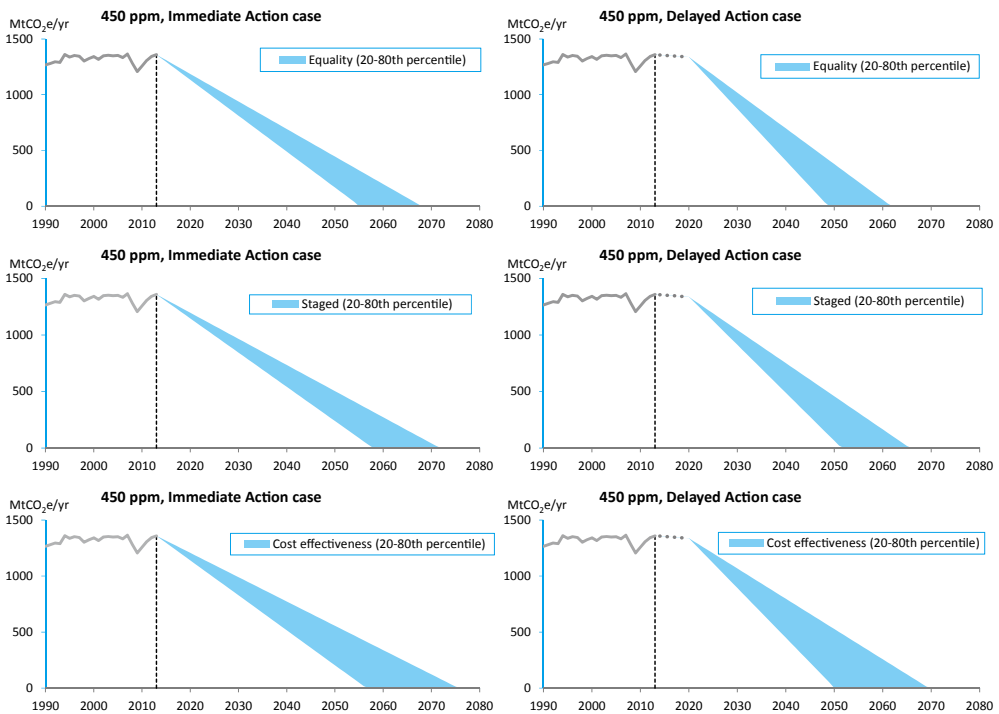 450 ppm, Immediate Action case
MtCO2e/yr
1500
1000
500
0
Equality (20-80th percentile)
1990 2000 2010 2020 2030 2040 2050 2060 2070 2080
450 ppm, Delayed Action case
MtCO2e/yr
1500
1000
500
0
Equality (20-80th percentile)
1990 2000 2010 2020 2030 2040 2050 2060 2070 2080
450 ppm, Immediate Action case
MtCO2e/yr
1500
1000
500
0
Staged (20-80th percentile)
1990 2000 2010 2020 2030 2040 2050 2060 2070 2080
450 ppm, Delayed Action case
MtCO2e/yr
1500
1000
500
0
Staged (20-80th percentile)
1990 2000 2010 2020 2030 2040 2050 2060 2070 2080
450 ppm, Immediate Action case
MtCO2e/yr
1500
1000
500
0
Cost effectiveness (20-80th percentile)
1990 2000 2010 2020 2030 2040 2050 2060 2070 2080
450 ppm, Delayed Action case
MtCO2e/yr
1500
1000
500
0
Cost effectiveness (20-80th percentile)
1990 2000 2010 2020 2030 2040 2050 2060 2070 2080